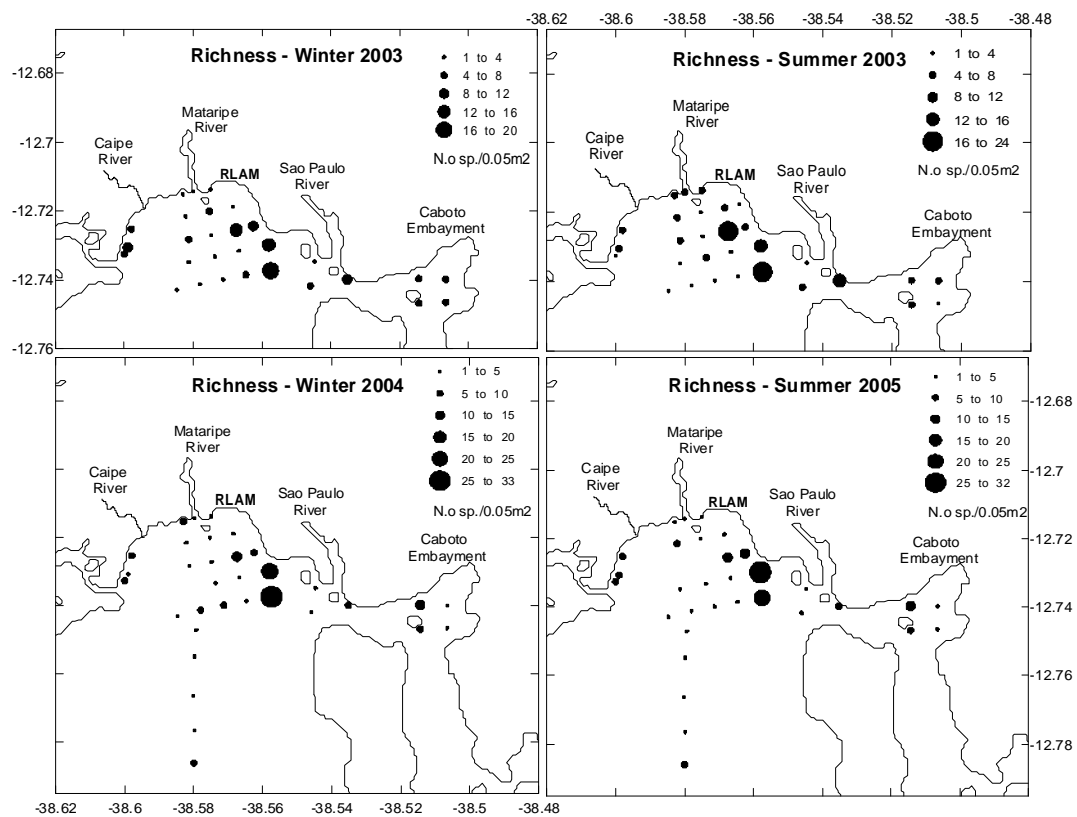 -38.62 -38.6 -38.58 -38.56 -38.54 -38.52 -38.5 -38.48
Richness - Winter 2003
1 to 4
4 to 8
8 to 12
12 to 16
16 to 20
N.o sp./0.05m2
-12.68
-12.7
-12.72
-12.74
-12.76
Mataripe
River
Caipe
River
RLAM
Sao Paulo
River
Caboto
Embayment
Richness - Summer 2003
1 to 4
4 to 8
8 to 12
12 to 16
16 to 24
N.o sp./0.05m2
Mataripe
River
Caipe
River
RLAM
Sao Paulo
River
Caboto
Embayment
Richness - Winter 2004
1 to 5
5 to 10
10 to 15
15 to 20
20 to 25
25 to 33
N.o sp./0.05m2
Mataripe
River
Caipe
River
RLAM
Sao Paulo
River
Caboto
Embayment
Richness - Summer 2005
1 to 5
5 to 10
10 to 15
15 to 20
20 to 25
25 to 32
N.o sp./0.05m2
Mataripe
River
Caipe
River
RLAM
Sao Paulo
River
Caboto
Embayment
-12.68
-12.7
-12.72
-12.74
-12.76
-12.78
-38.62 -38.6 -38.58 -38.56 -38.54 -38.52 -38.5 -38.48